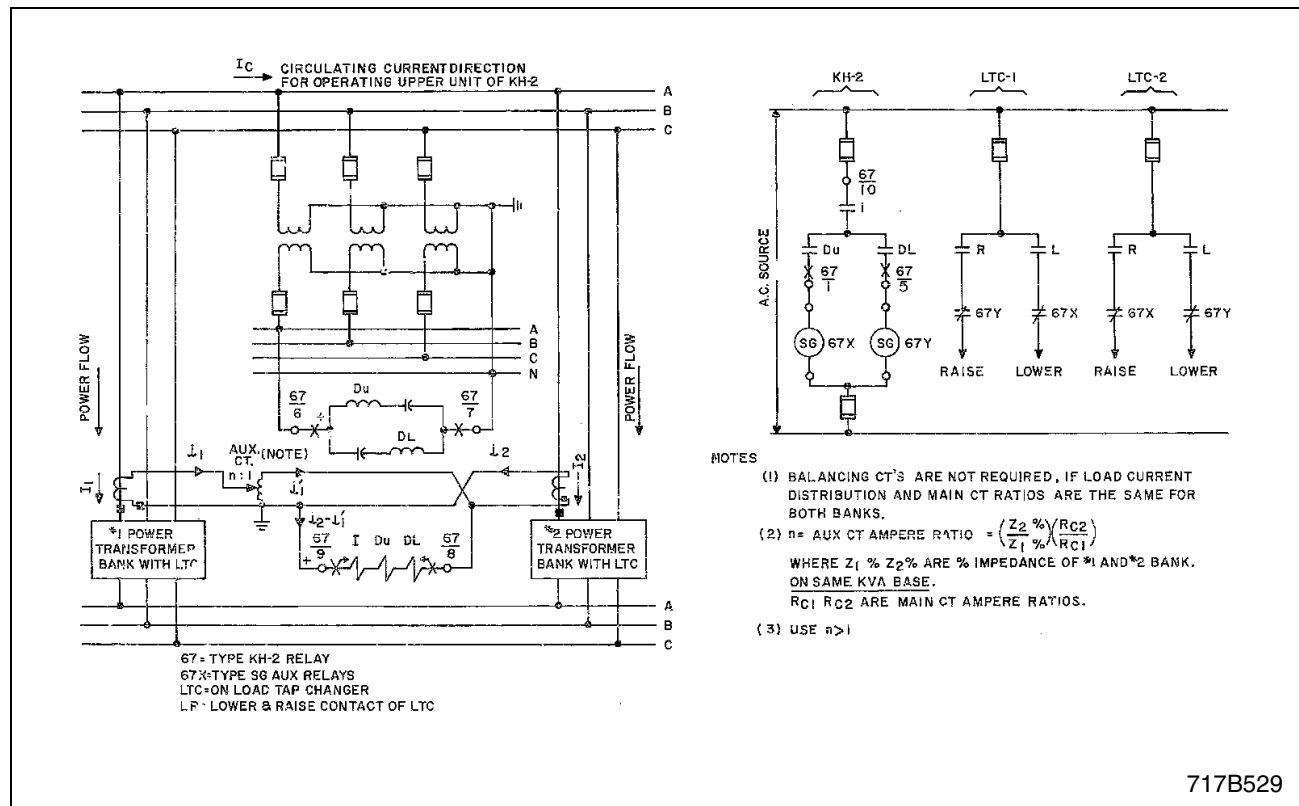 Ic CIRCULATING CURRENT DIRECTION
FOR OPERATING UPPER UNIT OF KH-2
A
B
C
A
B
C
N
POWER FLOW
POWER FLOW
Du
67/6
+
67/7
DL
I1
i1
AUX. (NOTE)
CT.
n:1
i1'
i2
I2
i2-i1'
*1 POWER
TRANSFORMER
BANK WITH LTC
67/9
+
I Du DL
67/8
*2 POWER
TRANSFORMER
BANK WITH LTC
A
B
C
67= TYPE KH-2 RELAY
67X=TYPE SG AUX RELAYS
LTC=ON LOAD TAP CHANGER
LR- LOWER & RAISE CONTACT OF LTC
KH-2 LTC-1 LTC-2
A.C. SOURCE
67/10
I
Du DL R L R L
67/1 67/5
67Y 67X 67X 67Y
SG 67X SG 67Y
RAISE LOWER RAISE LOWER
NOTES
(1) BALANCING CT'S ARE NOT REQUIRED, IF LOAD CURRENT
DISTRIBUTION AND MAIN CT RATIOS ARE THE SAME FOR
BOTH BANKS.
(2) n= AUX CT AMPERE RATIO =(Z2 %/Z1 %)(RC2/RC1)
WHERE Z1 % Z2% ARE % IMPEDANCE OF *1 AND *2 BANK.
ON SAME KVA BASE.
RC1 RC2 ARE MAIN CT AMPERE RATIOS.
(3) USE n>1
717B529